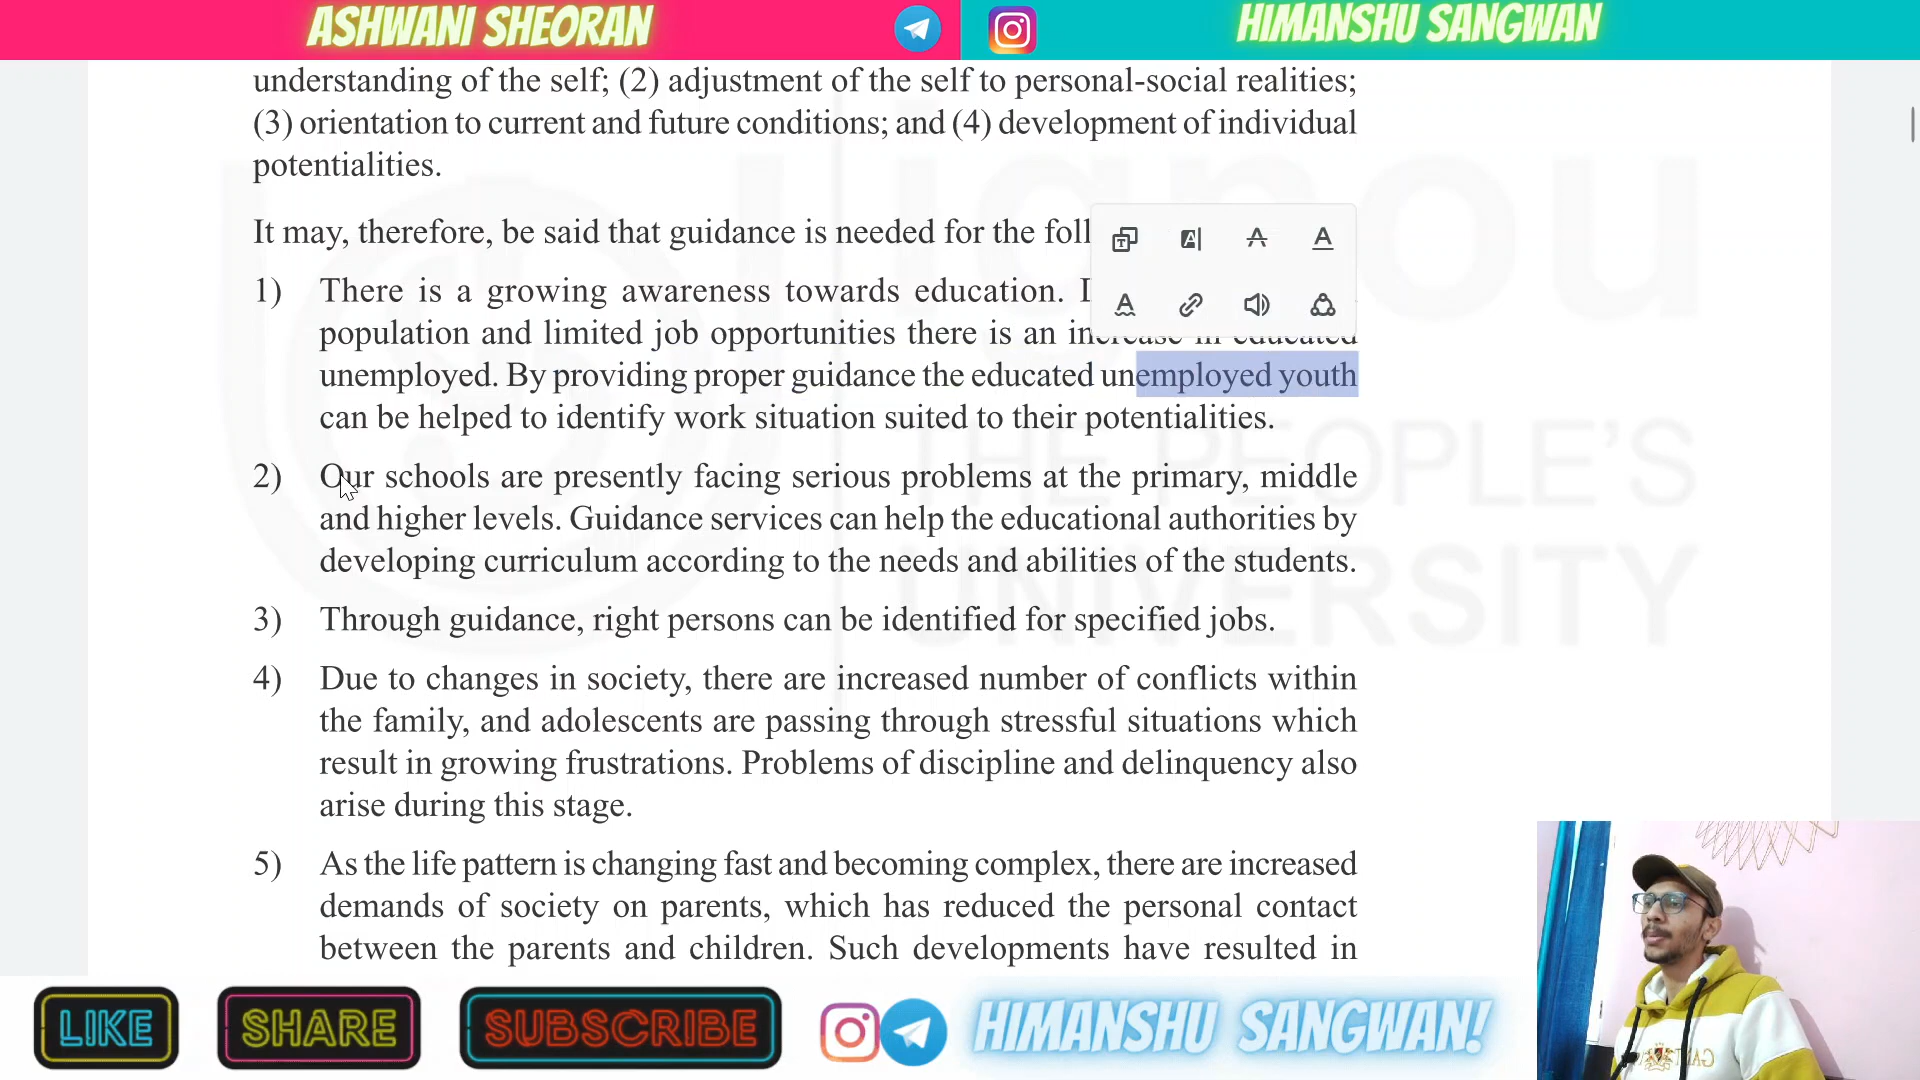 ASHWANI SHEORAN
HIMANSHU SANGWAN
understanding of the self; (2) adjustment of the self to personal-social realities;
(3) orientation to current and future conditions; and (4) development of individual
potentialities.
It may, therefore, be said that guidance is needed for the foll
1) There is a growing awareness towards education.
population and limited job opportunities there is an increase in educated
unemployed. By providing proper guidance the educated unemployed youth
can be helped to identify work situation suited to their potentialities.
2) Our schools are presently facing serious problems at the primary, middle
and higher levels. Guidance services can help the educational authorities by
developing curriculum according to the needs and abilities of the students.
3) Through guidance, right persons can be identified for specified jobs.
4) Due to changes in society, there are increased number of conflicts within
the family, and adolescents are passing through stressful situations which
result in growing frustrations. Problems of discipline and delinquency also
arise during this stage.
5) As the life pattern is changing fast and becoming complex, there are increased
demands of society on parents, which has reduced the personal contact
between the parents and children. Such developments have resulted in
ignou
THE PEOPLE'S
UNIVERSITY
LIKE
SHARE
SUBSCRIBE
HIMANSHU SANGWAN!